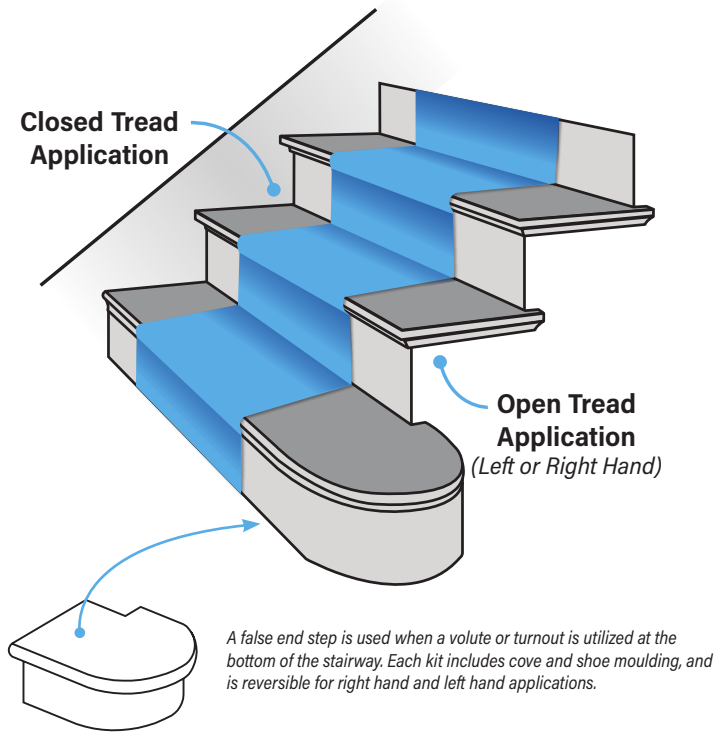 Closed Tread
Application
Open Tread
Application
(Left or Right Hand)
A false end step is used when a volute or turnout is utilized at the
bottom of the stairway. Each kit includes cove and shoe moulding, and
is reversible for right hand and left hand applications.